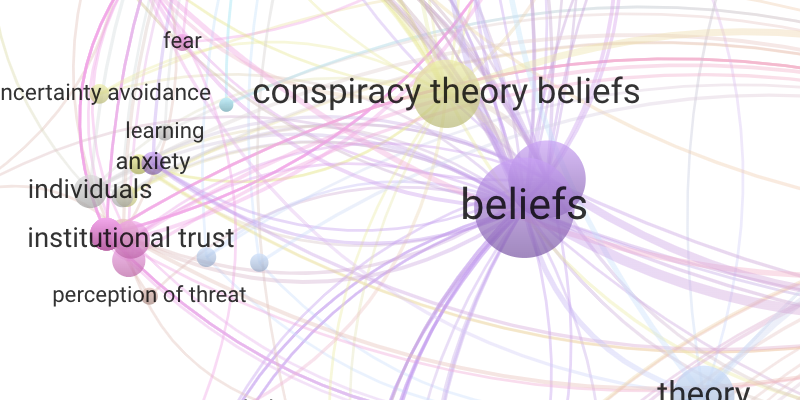 fear
ncertainty avoidance
conspiracy theory beliefs
learning
anxiety
individuals
beliefs
institutional trust
perception of threat
theory